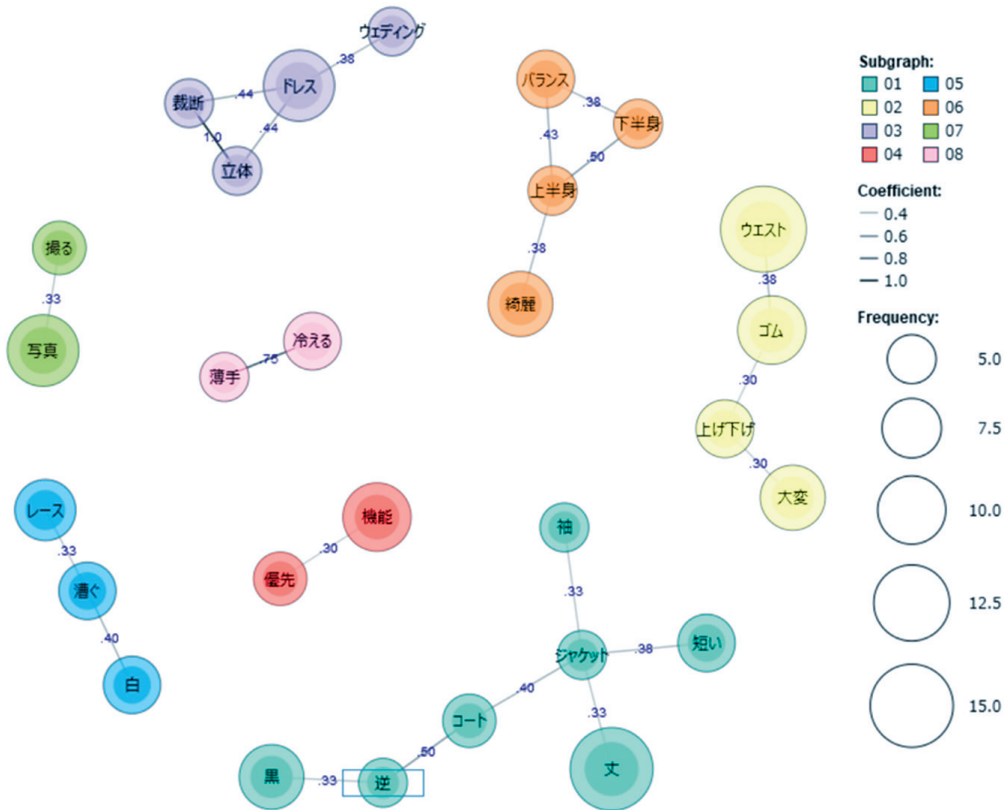 ウェディング
.38
ドレス
.44
裁断
.44
1.0
立体
バランス
.38
下半身
.43
.50
上半身
.38
綺麗
撮る
.33
写真
冷える
.75
薄手
ウエスト
.38
ゴム
.30
上げ下げ
.30
大変
レース
.33
漕ぐ
.40
白
機能
.30
優先
袖
.33
ジャケット
.38
短い
.40
.33
コート
丈
.50
黒
.33
逆
Subgraph:
01 05
02 06
03 07
04 08
Coefficient:
0.4
0.6
0.8
1.0
Frequency:
5.0
7.5
10.0
12.5
15.0